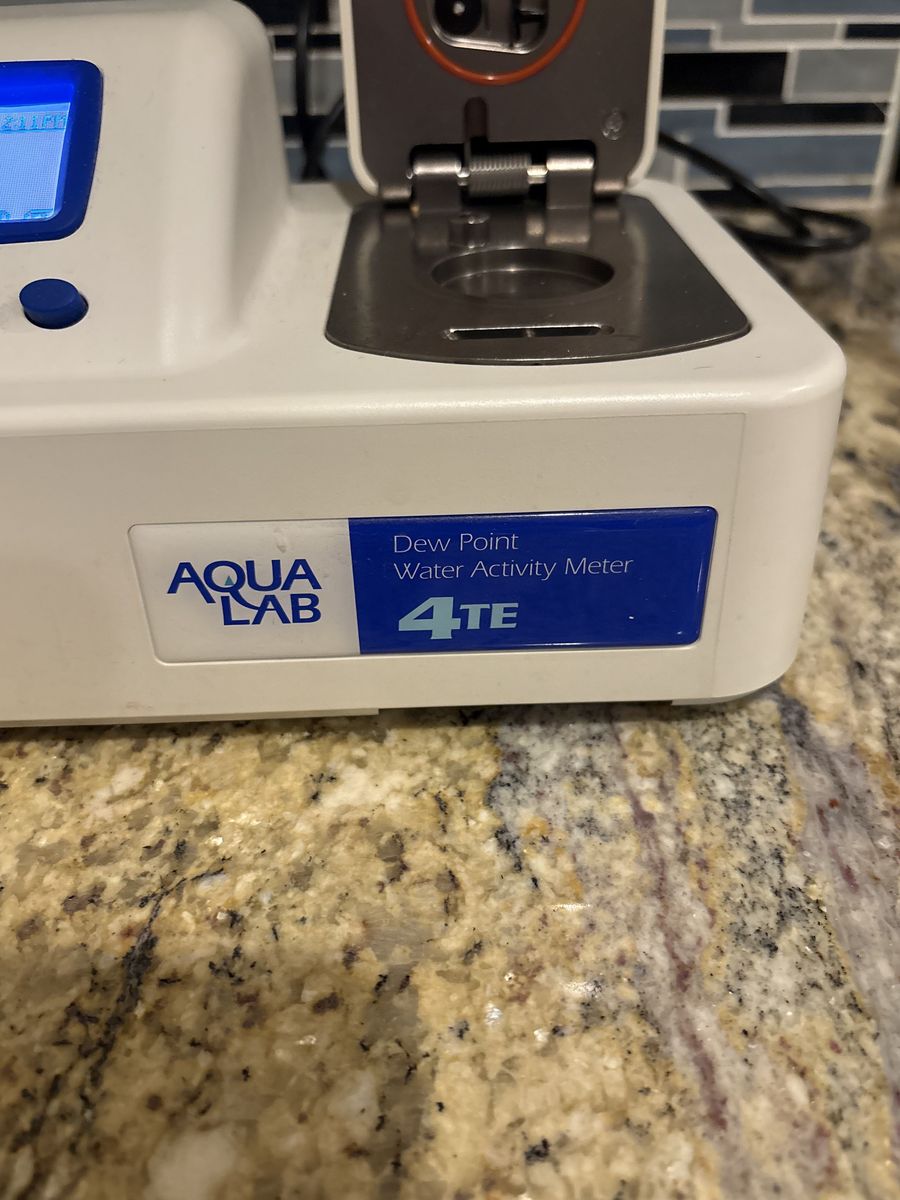 AQUA
LAB
Dew Point
Water Activity Meter
4TE